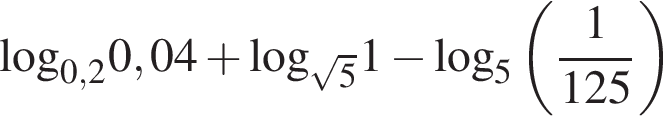 log_{0,2} 0,04 + log_{√5} 1 − log_5 (1/125)